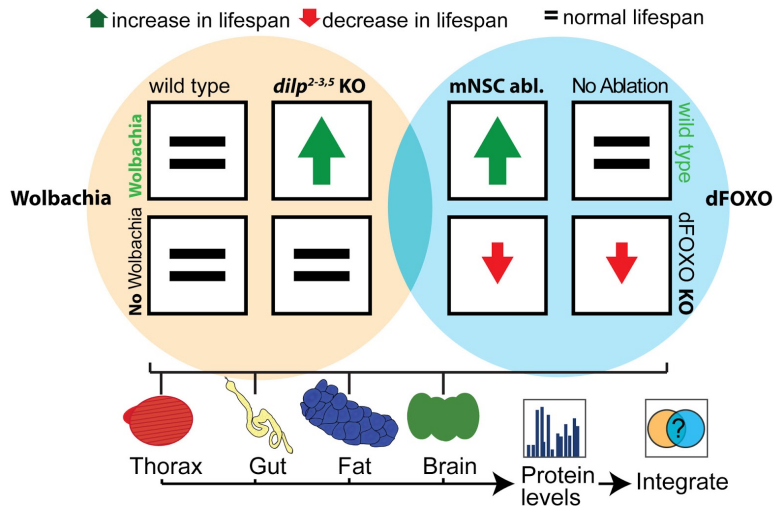 increase in lifespan decrease in lifespan = normal lifespan
wild type dilp2-3,5 KO mNSC abl. No Ablation
Wolbachia
Wolbachia
No Wolbachia
wild type
dFOXO
dFOXO KO
Thorax Gut Fat Brain
Protein
levels
?
Integrate